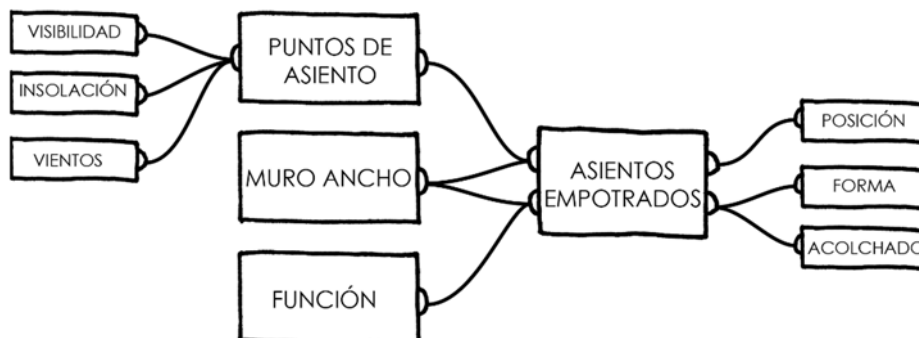 VISIBILIDAD
INSOLACIÓN
VIENTOS
PUNTOS DE
ASIENTO
MURO ANCHO
FUNCIÓN
ASIENTOS
EMPOTRADOS
POSICIÓN
FORMA
ACOLCHADO